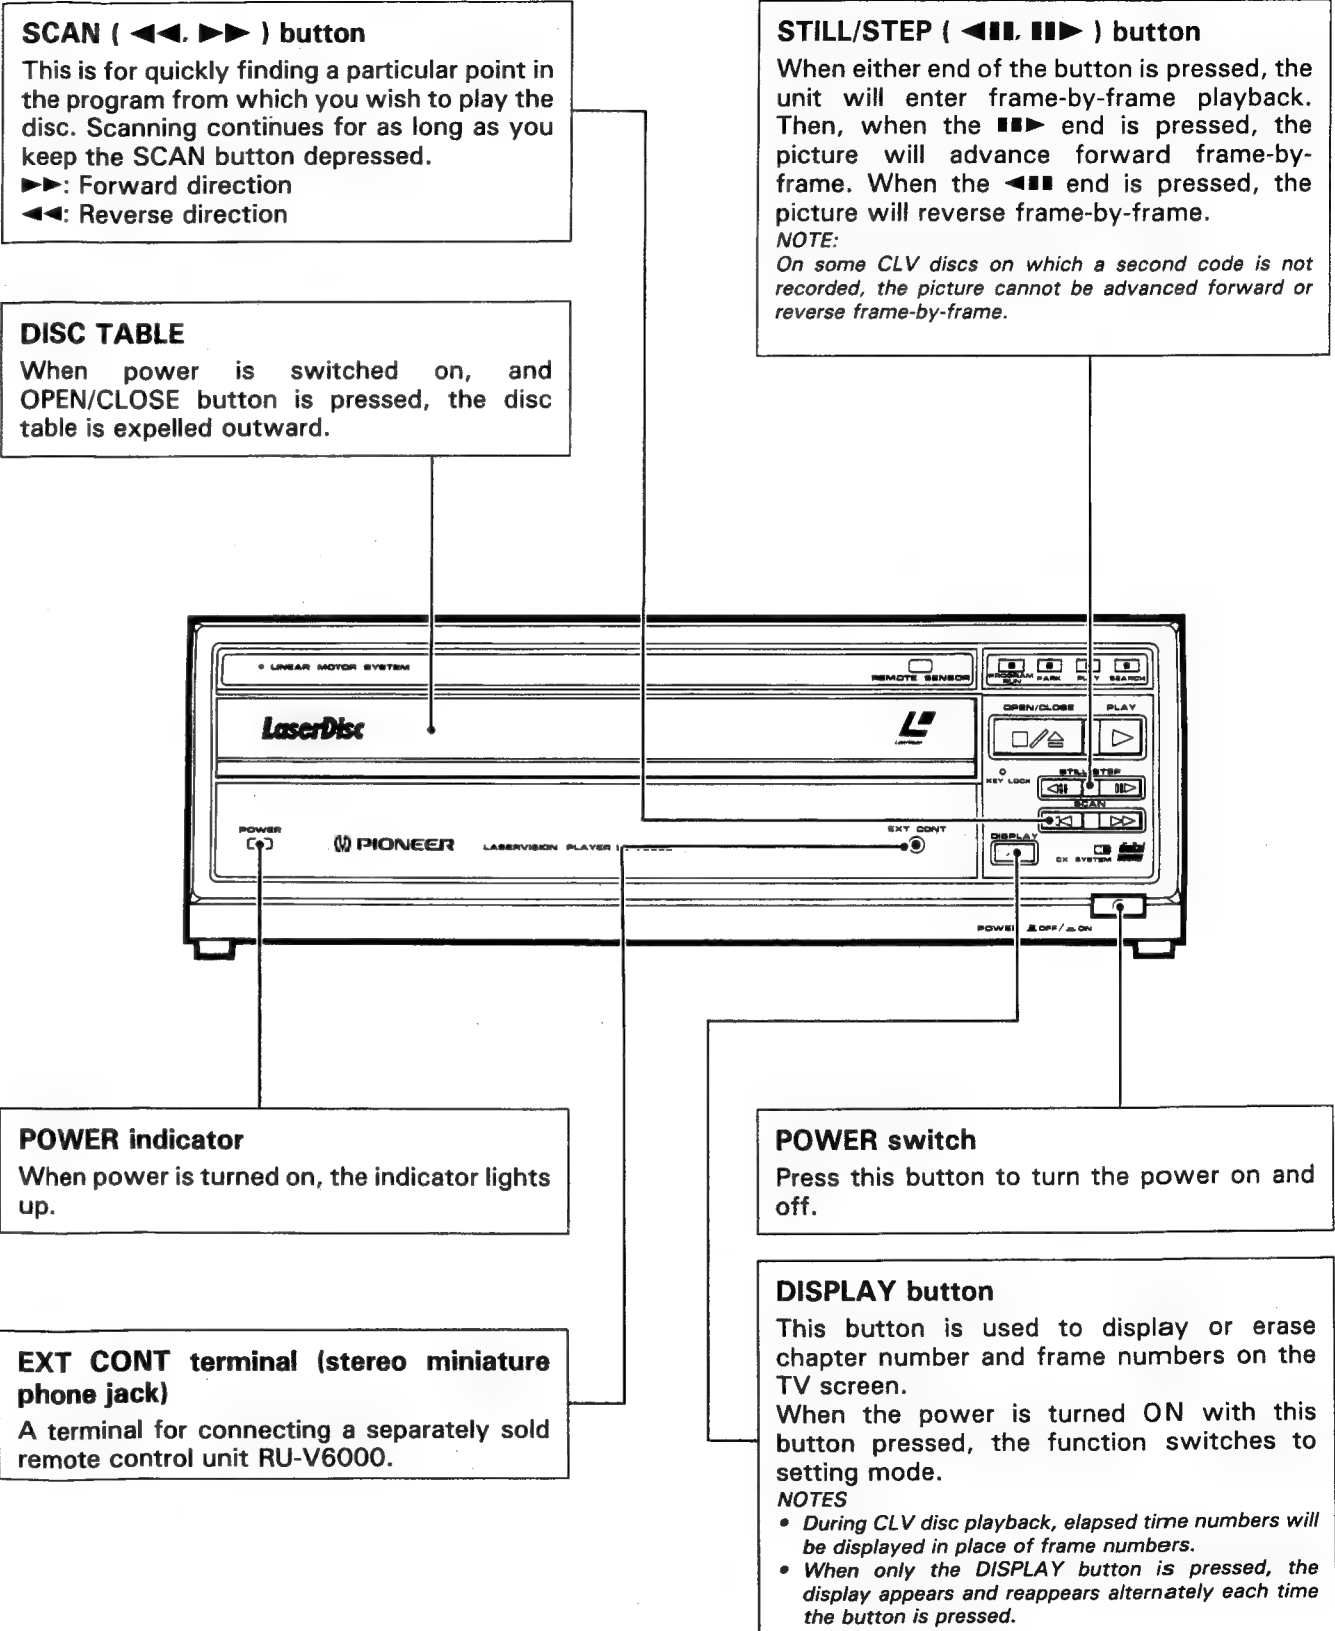 SCAN ( ◀◀, ▶▶ ) button
This is for quickly finding a particular point in
the program from which you wish to play the
disc. Scanning continues for as long as you
keep the SCAN button depressed.
▶▶: Forward direction
◀◀: Reverse direction
STILL/STEP ( ◀▮▮, ▮▮▶ ) button
When either end of the button is pressed, the
unit will enter frame-by-frame playback.
Then, when the ▮▮▶ end is pressed, the
picture will advance forward frame-by-
frame. When the ◀▮▮ end is pressed, the
picture will reverse frame-by-frame.
NOTE:
On some CLV discs on which a second code is not
recorded, the picture cannot be advanced forward or
reverse frame-by-frame.
DISC TABLE
When power is switched on, and
OPEN/CLOSE button is pressed, the disc
table is expelled outward.
LINEAR MOTOR SYSTEM
REMOTE SENSOR
PROGRAM RUN PARK PLAY SEARCH
OPEN/CLOSE PLAY
LaserDisc
KEY LOCK
STILL/STEP
SCAN
POWER
PIONEER
LASERVISION PLAYER
EXT CONT
DISPLAY
CX SYSTEM
digital
POWER OFF/ ON
POWER indicator
When power is turned on, the indicator lights
up.
POWER switch
Press this button to turn the power on and
off.
EXT CONT terminal (stereo miniature
phone jack)
A terminal for connecting a separately sold
remote control unit RU-V6000.
DISPLAY button
This button is used to display or erase
chapter number and frame numbers on the
TV screen.
When the power is turned ON with this
button pressed, the function switches to
setting mode.
NOTES
• During CLV disc playback, elapsed time numbers will
be displayed in place of frame numbers.
• When only the DISPLAY button is pressed, the
display appears and reappears alternately each time
the button is pressed.